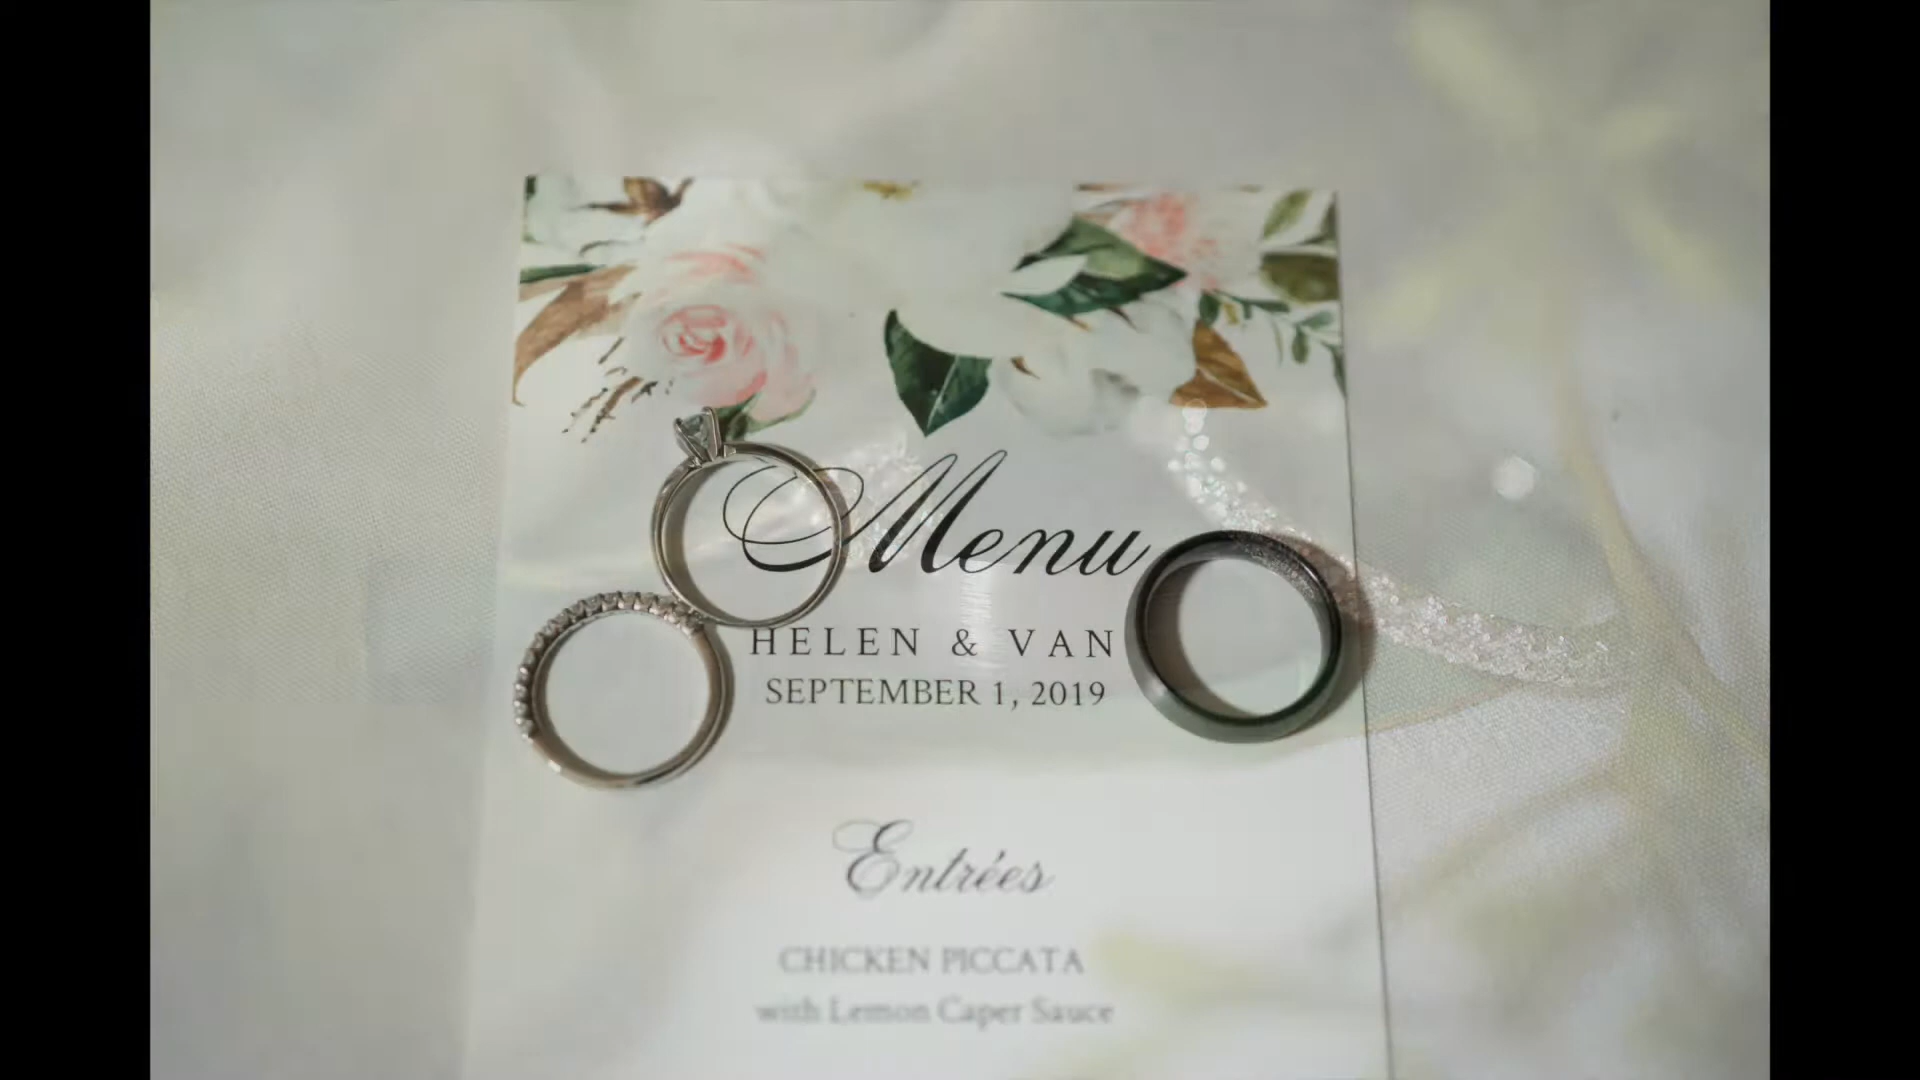 Menu
HELEN & VAN
SEPTEMBER 1, 2019
Entrées
CHICKEN PICCATA
with Lemon Caper Sauce